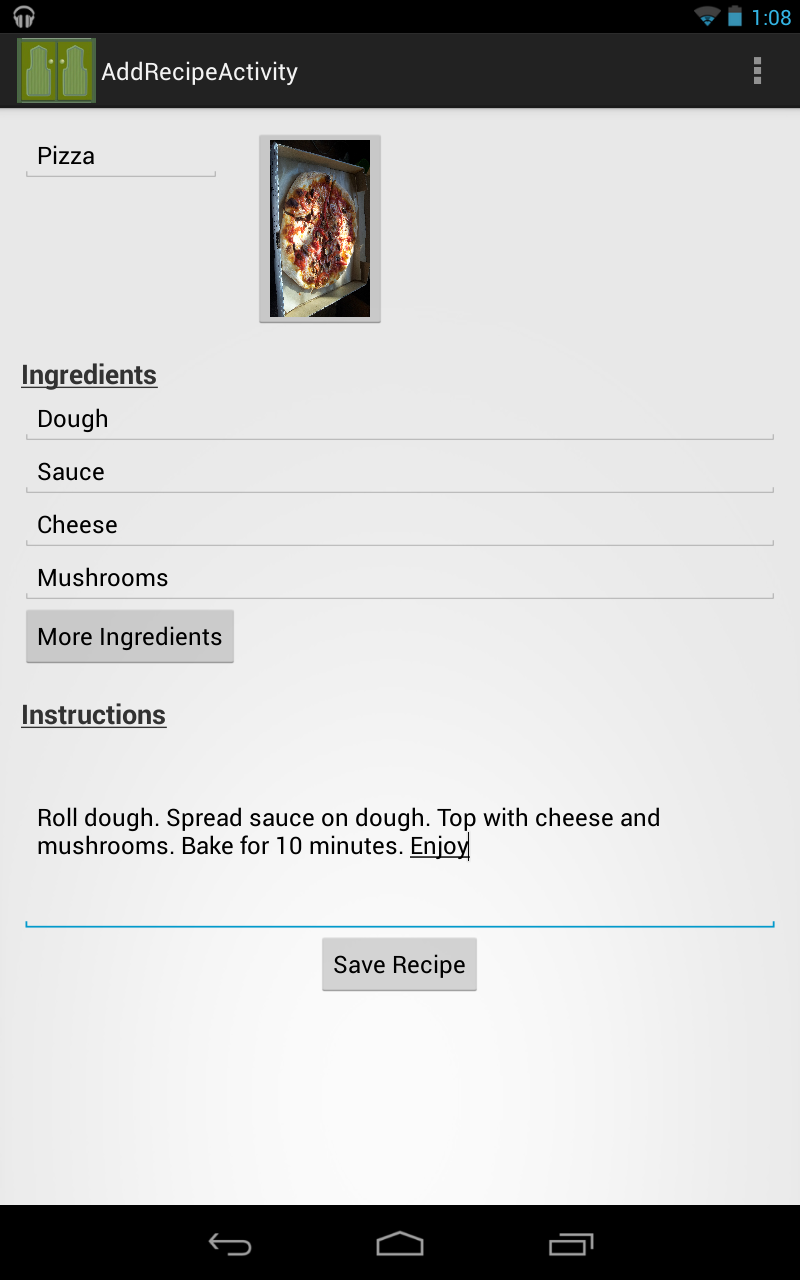 1:08
AddRecipeActivity
Pizza
Ingredients
Dough
Sauce
Cheese
Mushrooms
More Ingredients
Instructions
Roll dough. Spread sauce on dough. Top with cheese and
mushrooms. Bake for 10 minutes. Enjoy
Save Recipe